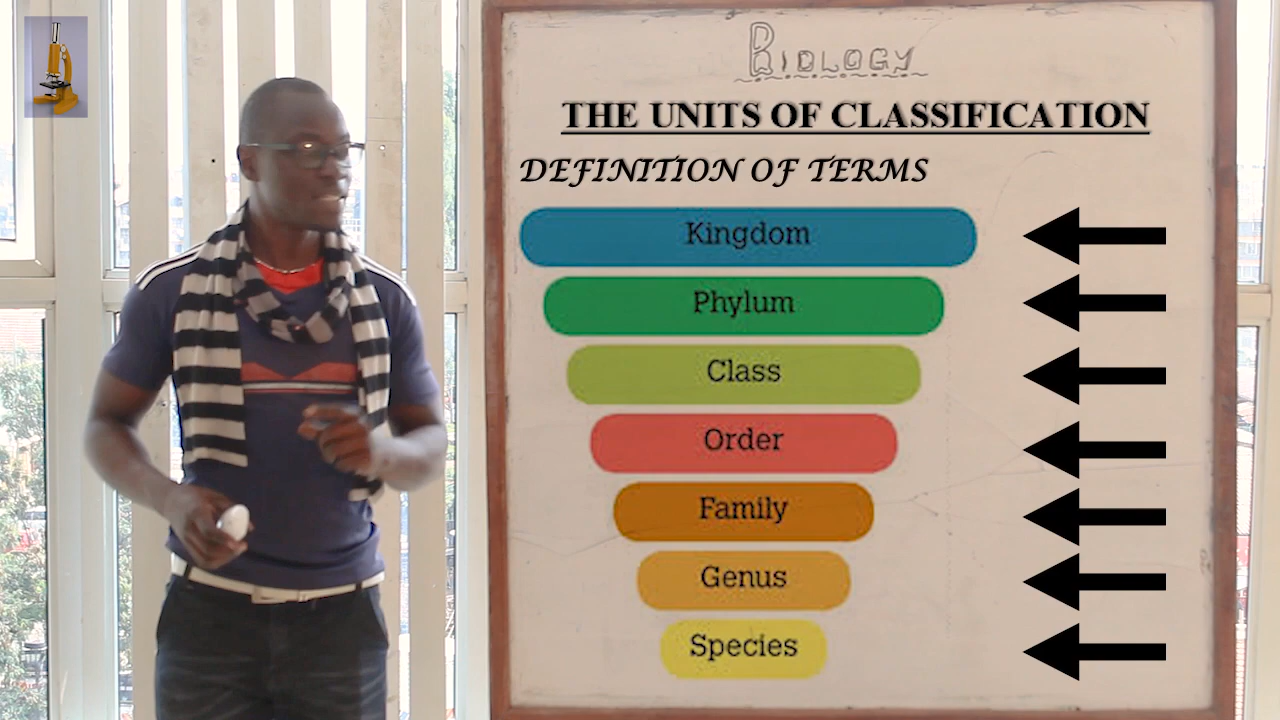 BIOLOGY
THE UNITS OF CLASSIFICATION
DEFINITION OF TERMS
Kingdom
Phylum
Class
Order
Family
Genus
Species